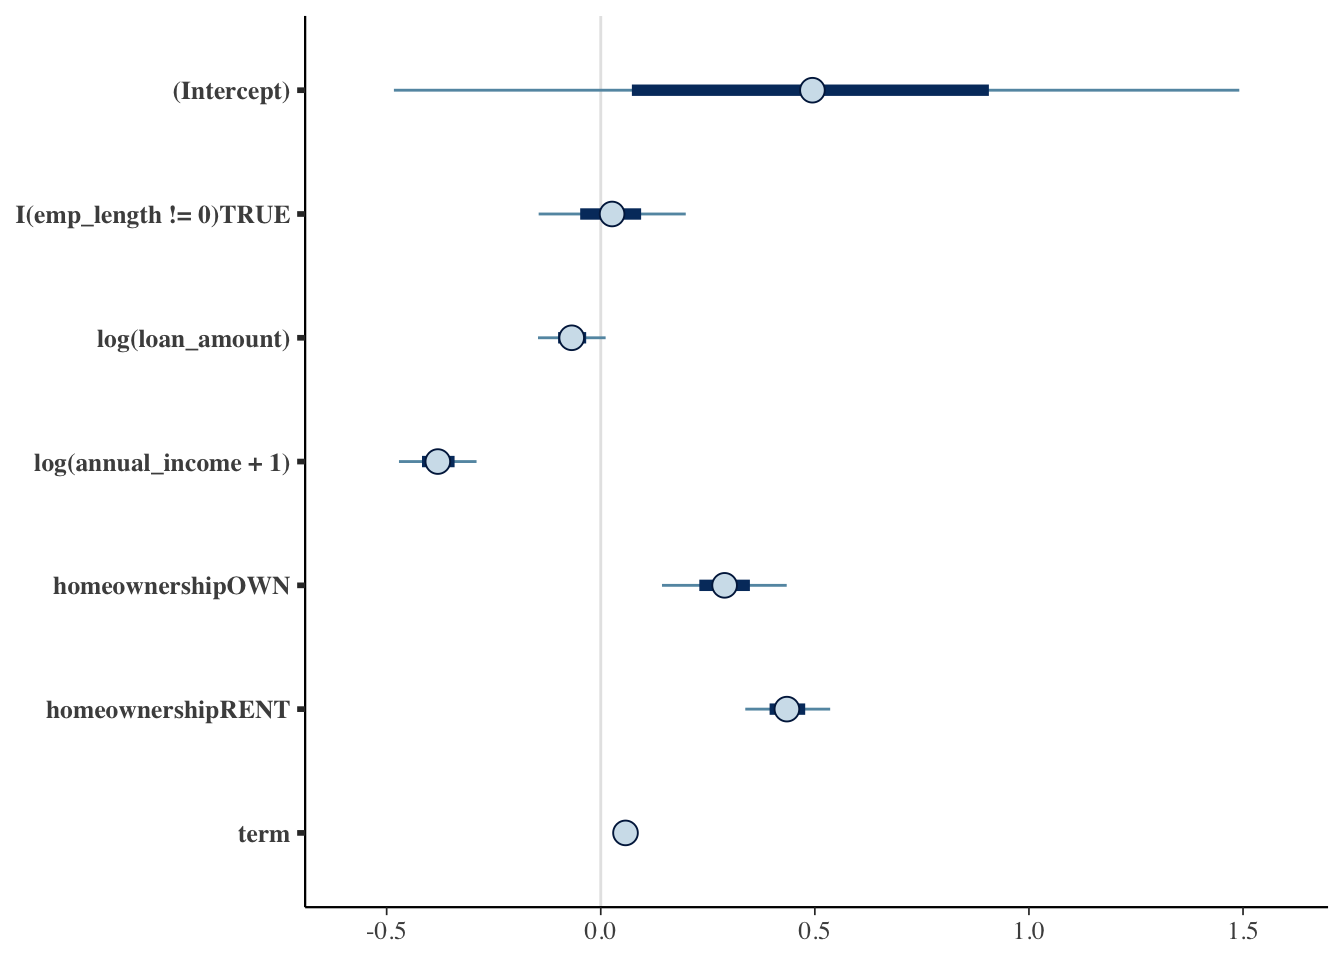 (Intercept)
I(emp_length != 0)TRUE
log(loan_amount)
log(annual_income + 1)
homeownershipOWN
homeownershipRENT
term
-0.5 0.0 0.5 1.0 1.5